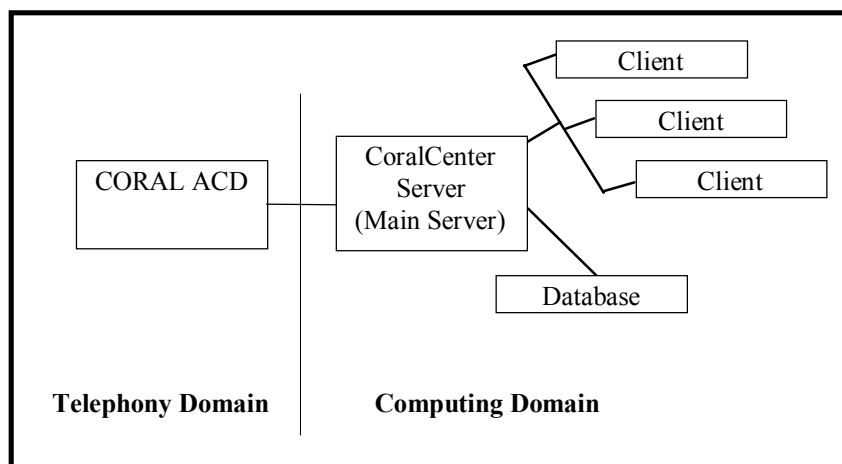 Client
Client
Client
CORAL ACD
CoralCenter
Server
(Main Server)
Database
Telephony Domain
Computing Domain